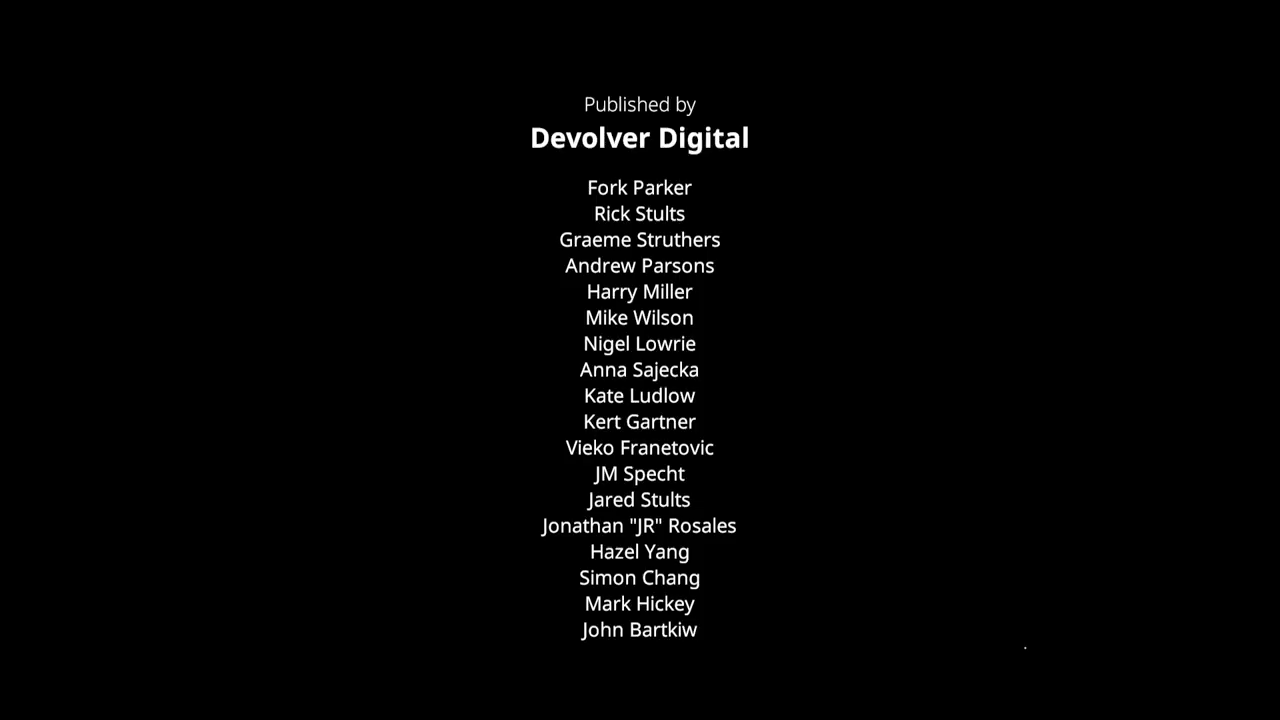 Published by
Devolver Digital
Fork Parker
Rick Stults
Graeme Struthers
Andrew Parsons
Harry Miller
Mike Wilson
Nigel Lowrie
Anna Sajecka
Kate Ludlow
Kert Gartner
Vieko Franetovic
JM Specht
Jared Stults
Jonathan "JR" Rosales
Hazel Yang
Simon Chang
Mark Hickey
John Bartkiw